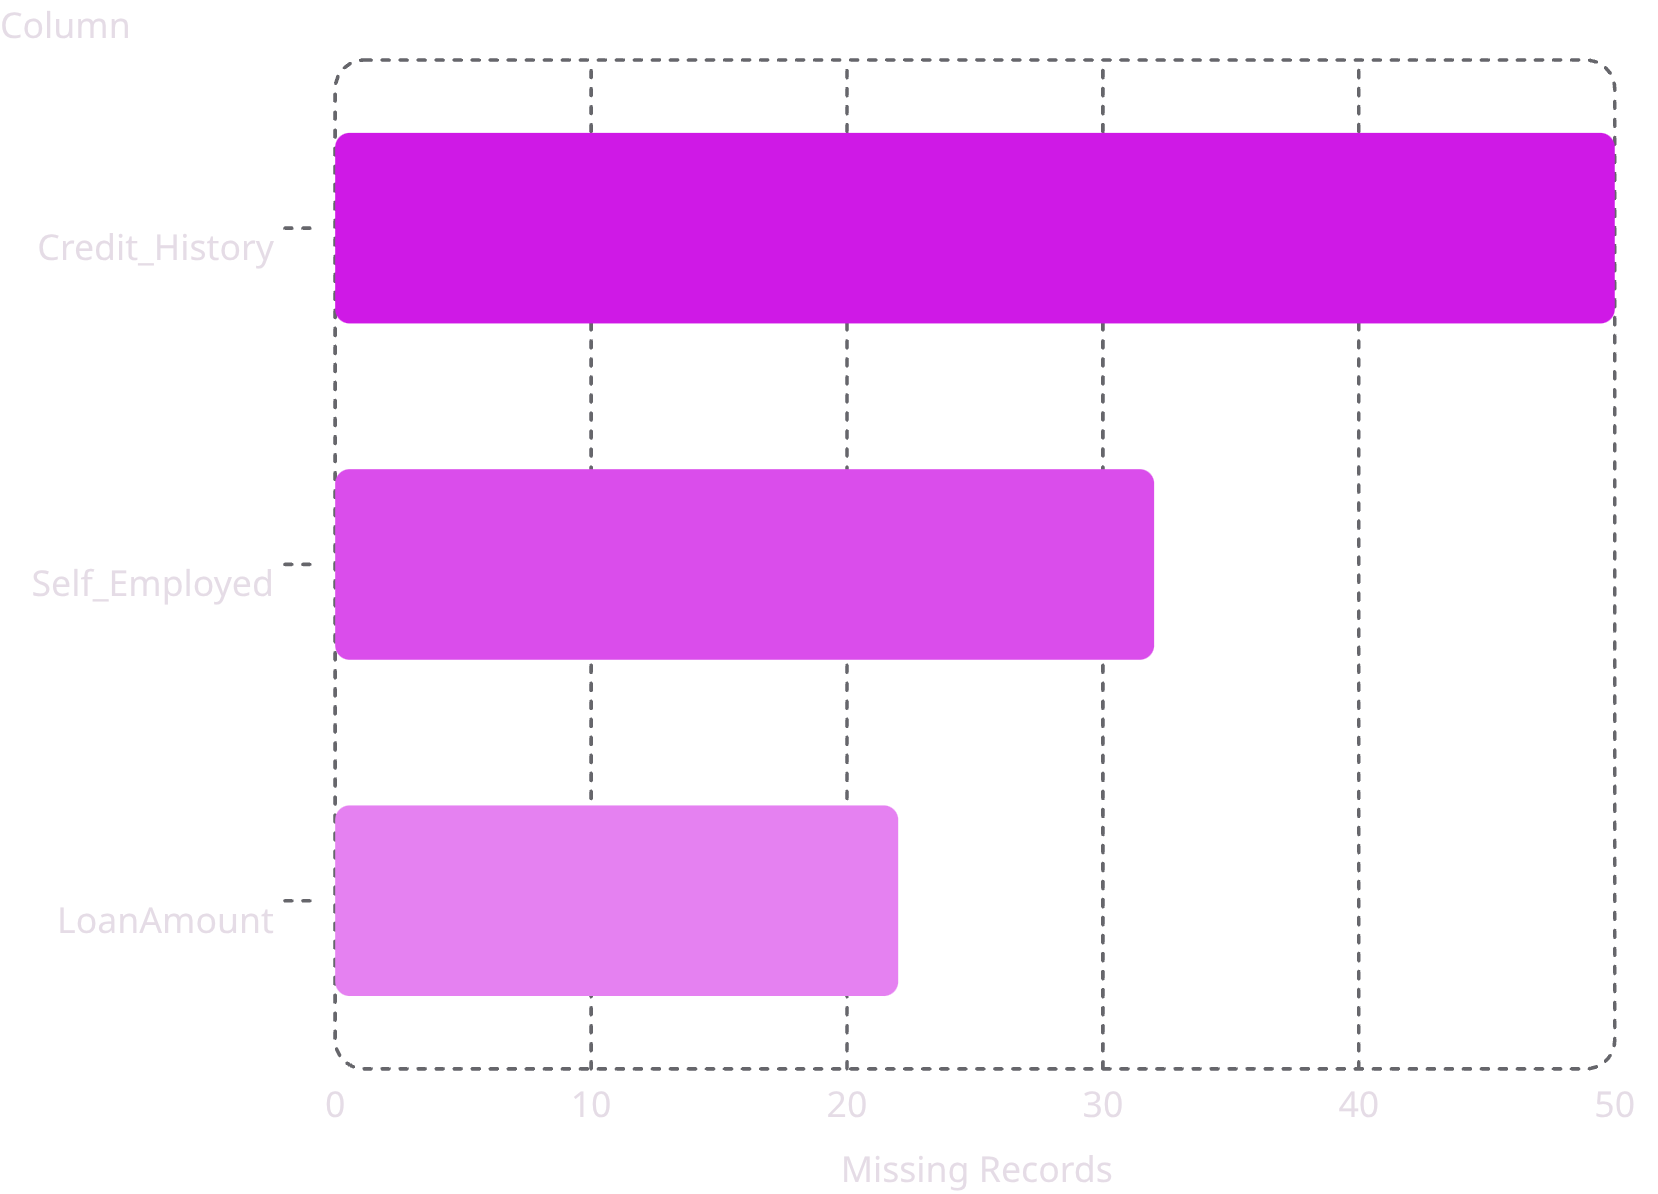 Column
Credit_History
Self_Employed
LoanAmount
0 10 20 30 40 50
Missing Records